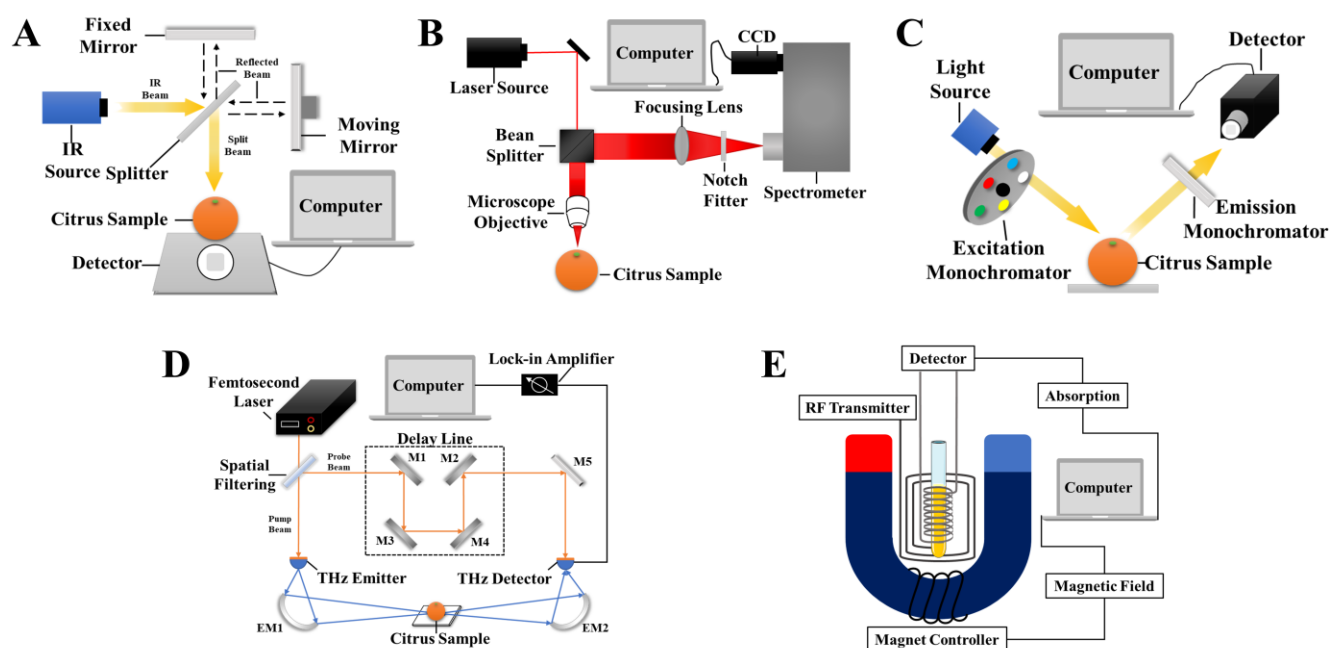 A
Fixed
Mirror
Reflected
Beam
IR
Beam
IR
Source
Splitter
Split
Beam
Moving
Mirror
Citrus Sample
Computer
Detector
B
Laser Source
Computer
CCD
Focusing Lens
Bean
Splitter
Notch
Fitter
Spectrometer
Microscope
Objective
Citrus Sample
C
Light
Source
Computer
Detector
Excitation
Monochromator
Emission
Monochromator
Citrus Sample
D
Femtosecond
Laser
Computer
Lock-in Amplifier
Delay Line
Spatial
Filtering
Probe
Beam
M1
M2
M5
Pump
Beam
M3
M4
THz Emitter
THz Detector
EM1
Citrus Sample
EM2
E
Detector
RF Transmitter
Absorption
Computer
Magnetic Field
Magnet Controller